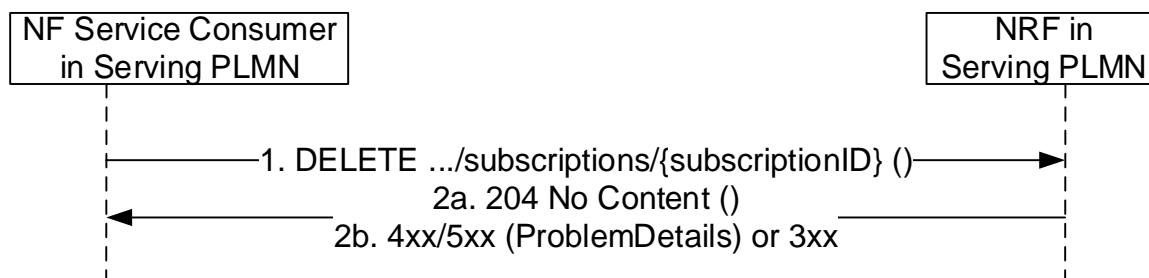 NF Service Consumer
in Serving PLMN
NRF in
Serving PLMN
1. DELETE .../subscriptions/{subscriptionID} ()
2a. 204 No Content ()
2b. 4xx/5xx (ProblemDetails) or 3xx